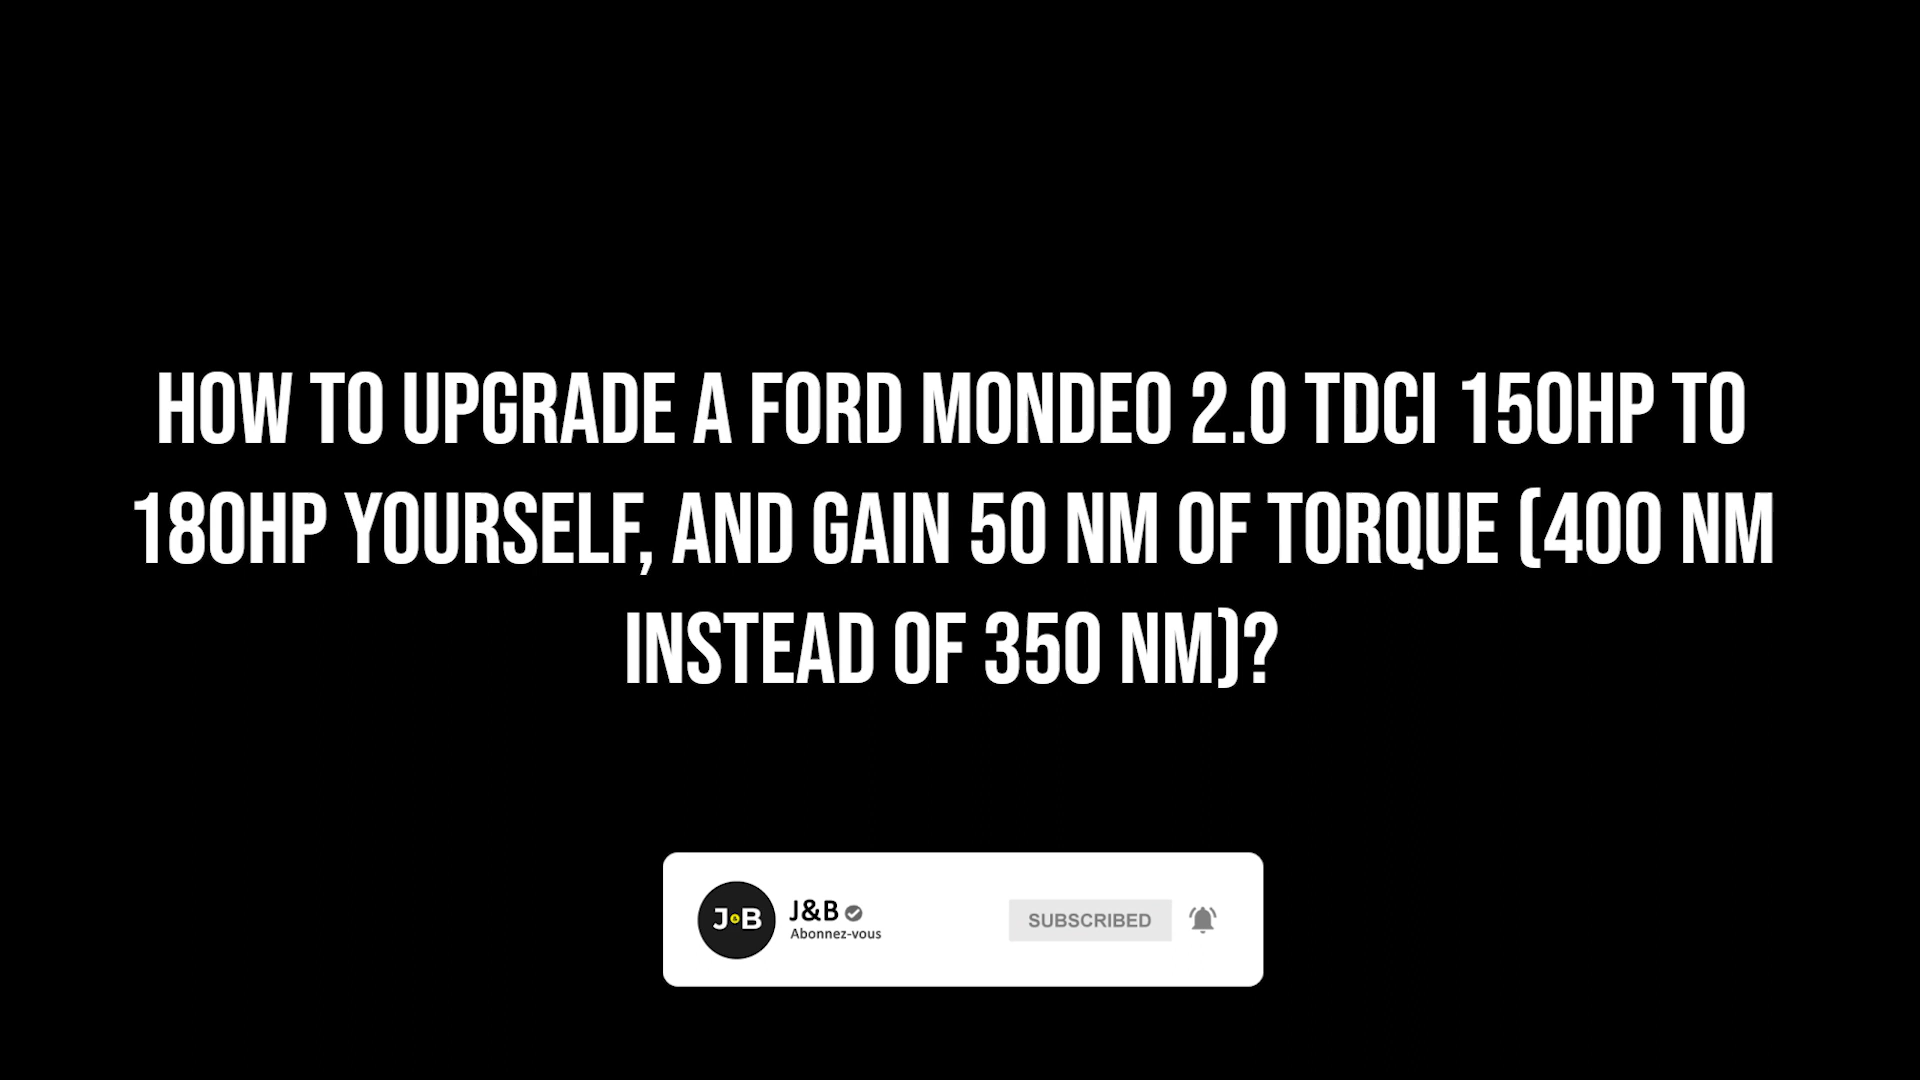 HOW TO UPGRADE A FORD MONDEO 2.0 TDCI 150HP TO
180HP YOURSELF, AND GAIN 50 NM OF TORQUE (400 NM
INSTEAD OF 350 NM)?
J&B
J&B
Abonnez-vous
SUBSCRIBED